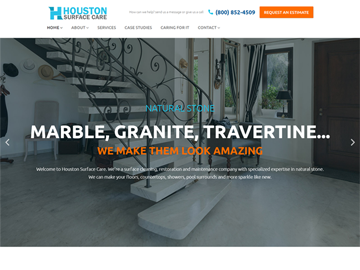 HOUSTON
SURFACE CARE
How can we help? Send us a message or give us a call
(800) 852-4509
REQUEST AN ESTIMATE
HOME
ABOUT
SERVICES
CASE STUDIES
CARING FOR IT
CONTACT
NATURAL STONE
MARBLE, GRANITE, TRAVERTINE...
WE MAKE THEM LOOK AMAZING
Welcome to Houston Surface Care. We're a surface cleaning, restoration and maintenance company with specialized expertise in natural stone.
We can make your floors, countertops, showers, pool surrounds and more sparkle like new.